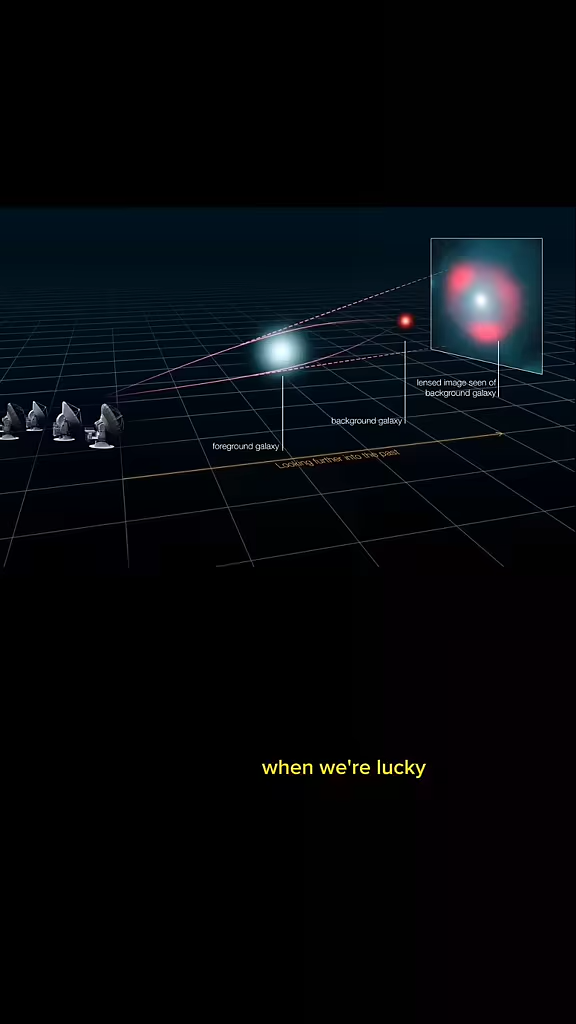 lensed image seen of
background galaxy
background galaxy
foreground galaxy
Looking further into the past
when we're lucky